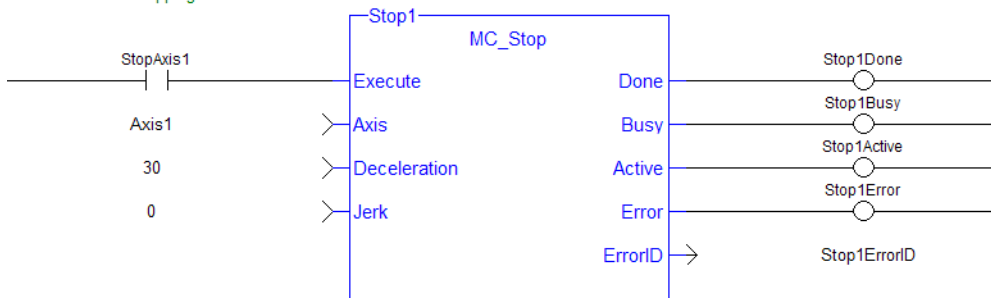 Stop1
MC_Stop
StopAxis1 Execute Done Stop1Done
Axis1 Axis Busy Stop1Busy
30 Deceleration Active Stop1Active
0 Jerk Error Stop1Error
ErrorID Stop1ErrorID